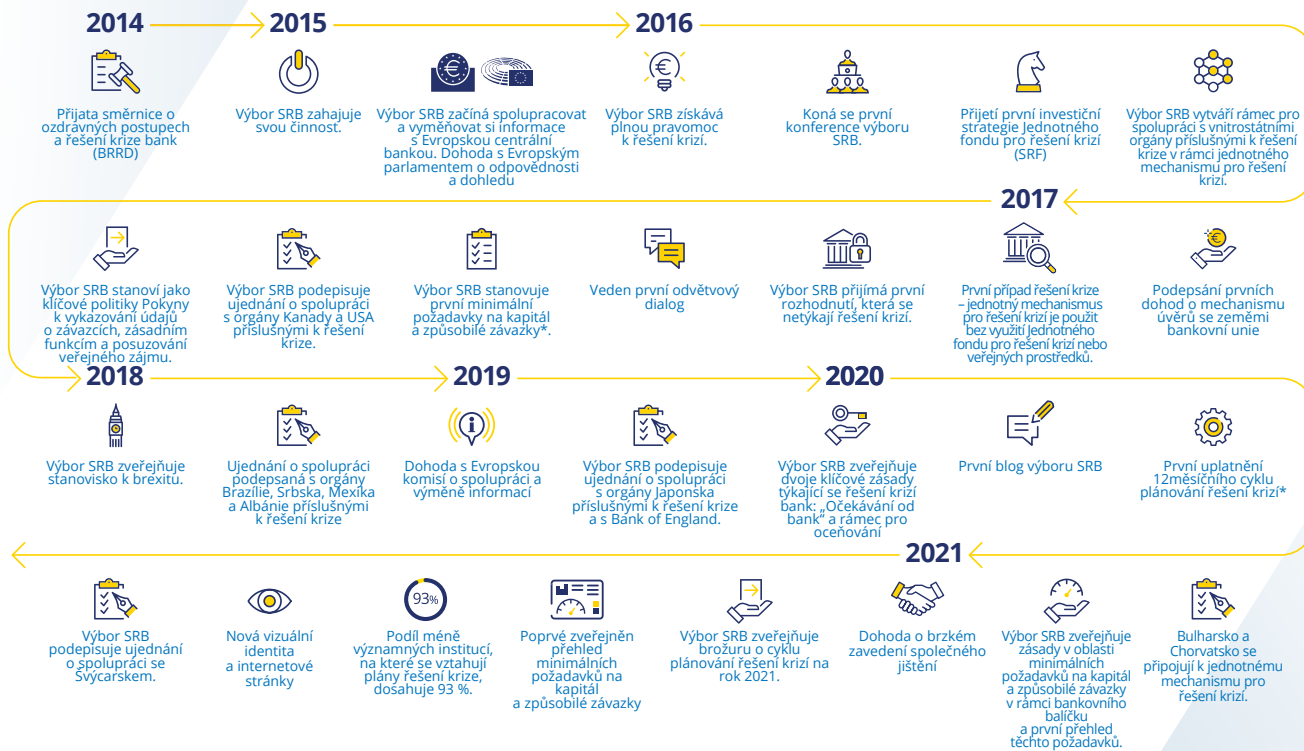 2014
2015
2016
Přijata směrnice o
ozdravných postupech
a řešení krize bank
(BRRD)
Výbor SRB zahajuje
svou činnost.
Výbor SRB začíná spolupracovat
a vyměňovat si informace
s Evropskou centrální
bankou. Dohoda s Evropským
parlamentem o odpovědnosti
a dohledu
Výbor SRB získává
plnou pravomoc
k řešení krizí.
Koná se první
konference výboru
SRB.
Přijetí první investiční
strategie Jednotného
fondu pro řešení krizí
(SRF)
Výbor SRB vytváří rámec pro
spolupráci s vnitrostátními
orgány příslušnými k řešení
krize v rámci jednotného
mechanismu pro řešení
krizí.
2017
Výbor SRB stanoví jako
klíčové politiky Pokyny
k vykazování údajů
o závazcích, zásadním
funkcím a posuzování
veřejného zájmu.
Výbor SRB podepisuje
ujednání o spolupráci
s orgány Kanady a USA
příslušnými k řešení
krize.
Výbor SRB stanovuje
první minimální
požadavky na kapitál
a způsobilé závazky*.
Veden první odvětvový
dialog
Výbor SRB přijímá první
rozhodnutí, která se
netýkají řešení krizí.
První případ řešení krize
– jednotný mechanismus
pro řešení krizí je použit
bez využití Jednotného
fondu pro řešení krizí nebo
veřejných prostředků.
Podepsání prvních
dohod o mechanismu
úvěrů se zeměmi
bankovní unie
2018
2019
2020
Výbor SRB zveřejňuje
stanovisko k brexitu.
Ujednání o spolupráci
podepsaná s orgány
Brazílie, Srbska, Mexika
a Albánie příslušnými
k řešení krize
Dohoda s Evropskou
komisí o spolupráci a
výměně informací
Výbor SRB podepisuje
ujednání o spolupráci
s orgány Japonska
příslušnými k řešení krize
a s Bank of England.
Výbor SRB zveřejňuje
dvoje klíčové zásady
týkající se řešení krizí
bank: „Očekávání od
bank“ a rámec pro
oceňování
První blog výboru SRB
První uplatnění
12měsíčního cyklu
plánování řešení krizí*
2021
Výbor SRB
podepisuje ujednání
o spolupráci se
Švýcarskem.
Nová vizuální
identita
a internetové
stránky
93%
Podíl méně
významných institucí,
na které se vztahují
plány řešení krize,
dosahuje 93 %.
Poprvé zveřejněn
přehled
minimálních
požadavků na
kapitál
a způsobilé závazky
Výbor SRB zveřejňuje
brožuru o cyklu
plánování řešení krizí na
rok 2021.
Dohoda o brzkém
zavedení společného
jištění
Výbor SRB zveřejňuje
zásady v oblasti
minimálních
požadavků na kapitál
a způsobilé závazky
v rámci bankovního
balíčku
a první přehled
těchto požadavků.
Bulharsko a
Chorvatsko se
připojují k jednotnému
mechanismu pro
řešení krizí.